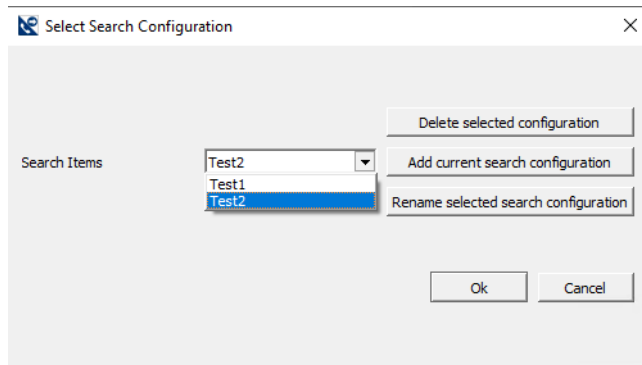 Select Search Configuration
Delete selected configuration
Search Items
Test2
Add current search configuration
Test1
Test2
Rename selected search configuration
Ok
Cancel